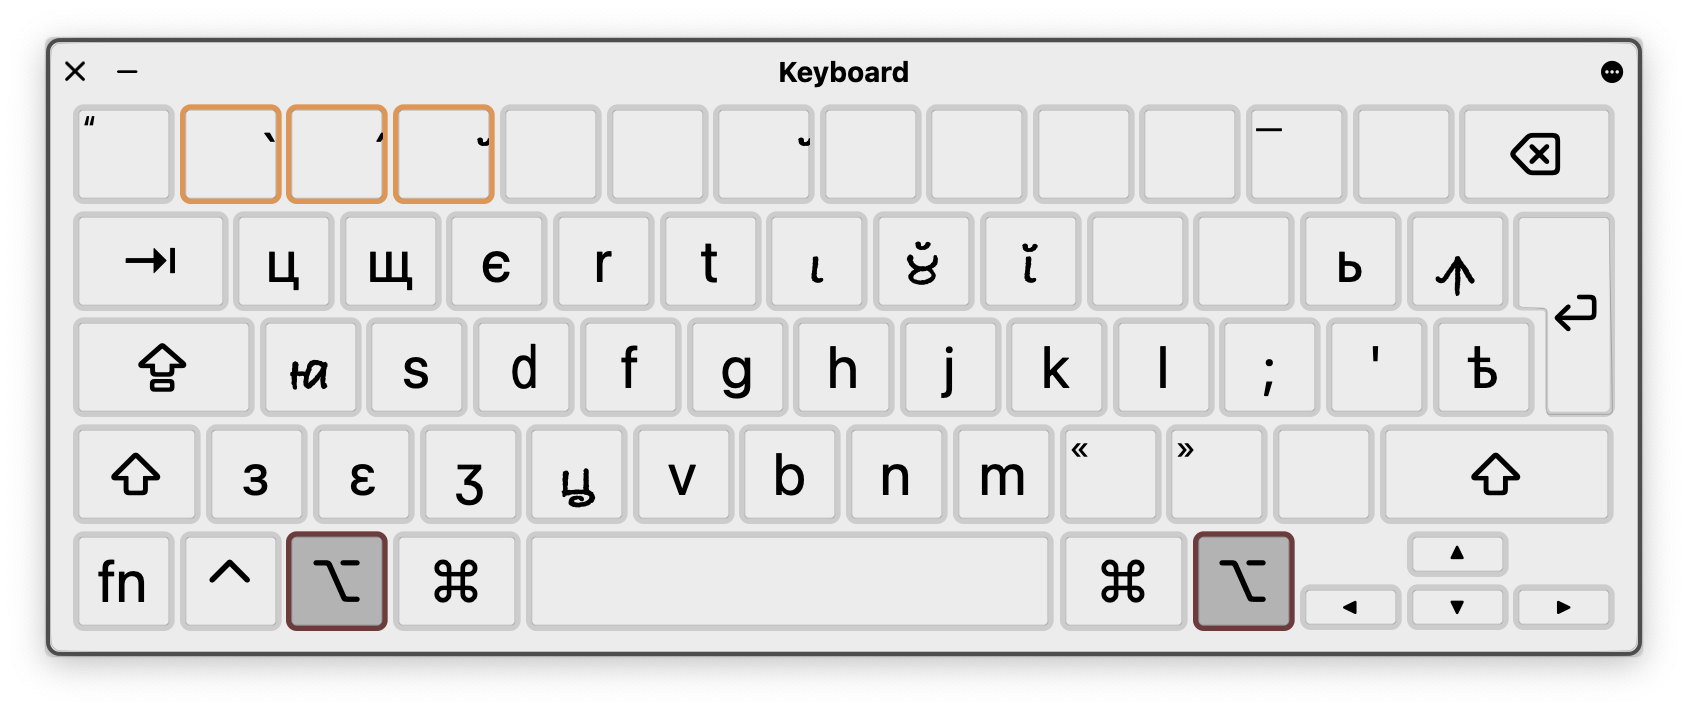 Keyboard
“ ˋ ˊ ˘ ˘ —
ц щ є r t ɩ ꙋ̆ ї ь ѧ
ꙗ s d f g h j k l ; ' ѣ
з ɛ ʒ џ v b n m « »
fn ^ ⌥ ⌘ ⌘ ⌥